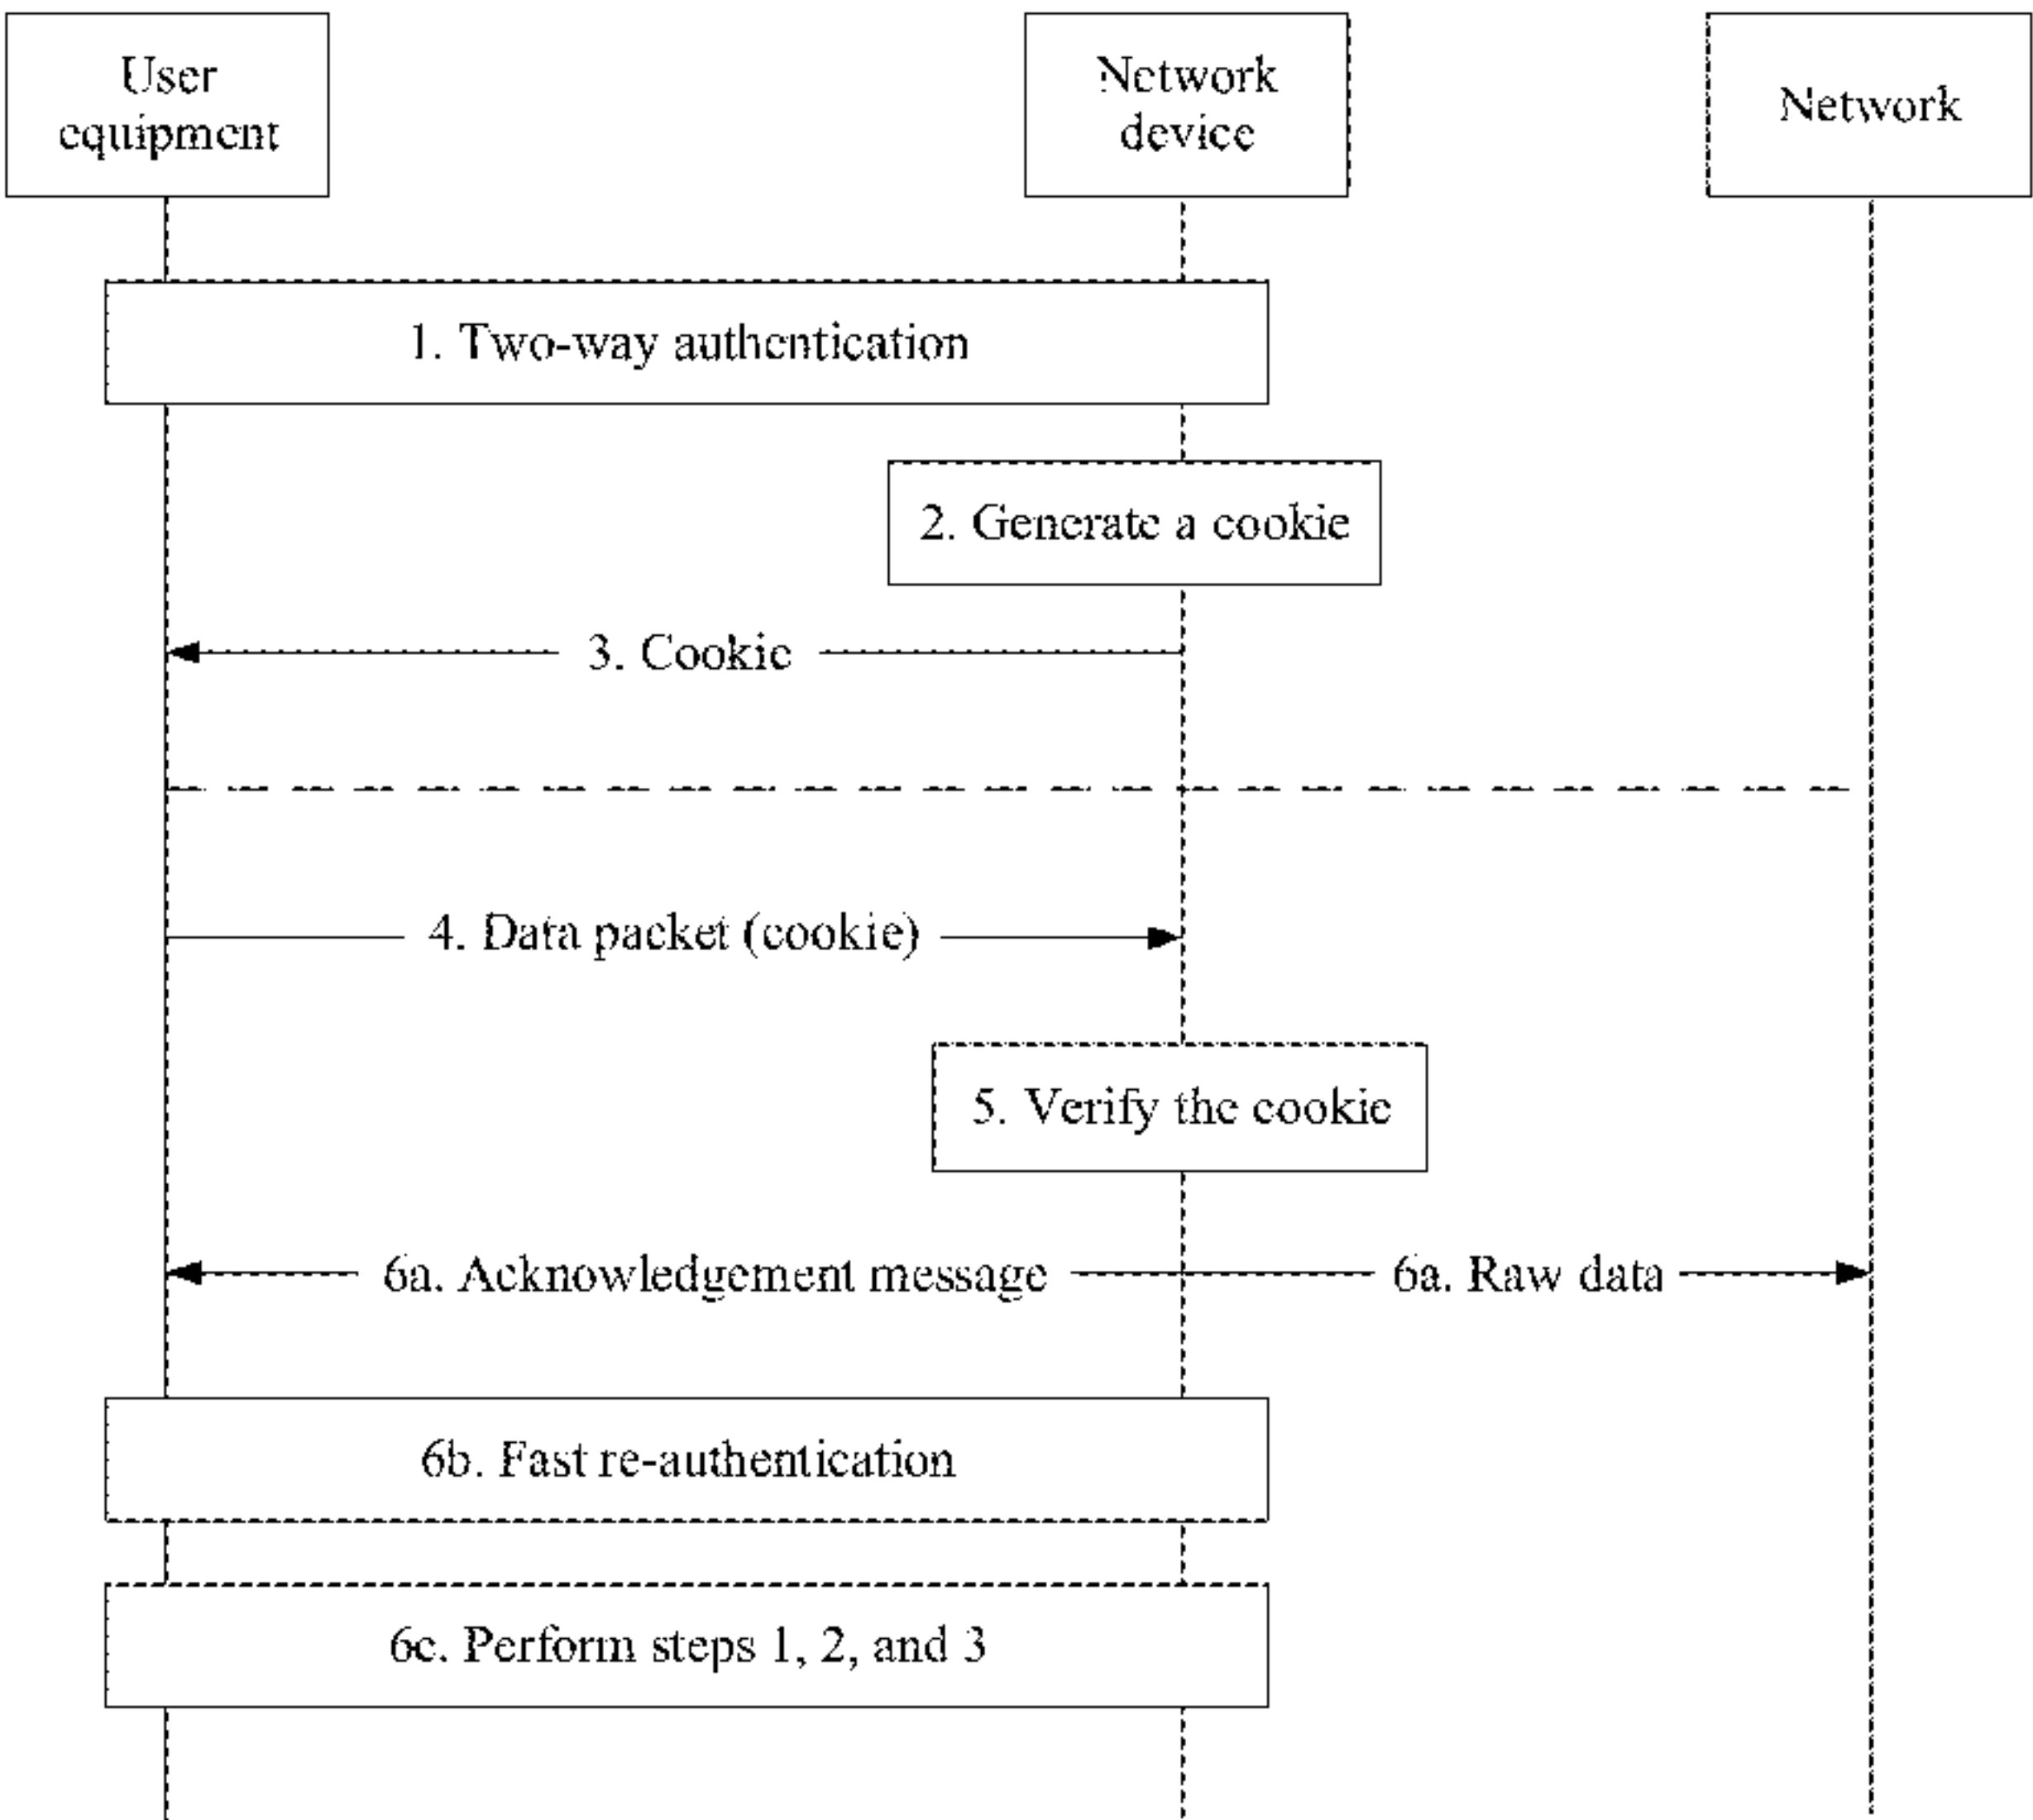 User
equipment
Network
device
Network
1. Two-way authentication
2. Generate a cookie
3. Cookie
4. Data packet (cookie)
5. Verify the cookie
6a. Acknowledgement message
6a. Raw data
6b. Fast re-authentication
6c. Perform steps 1, 2, and 3